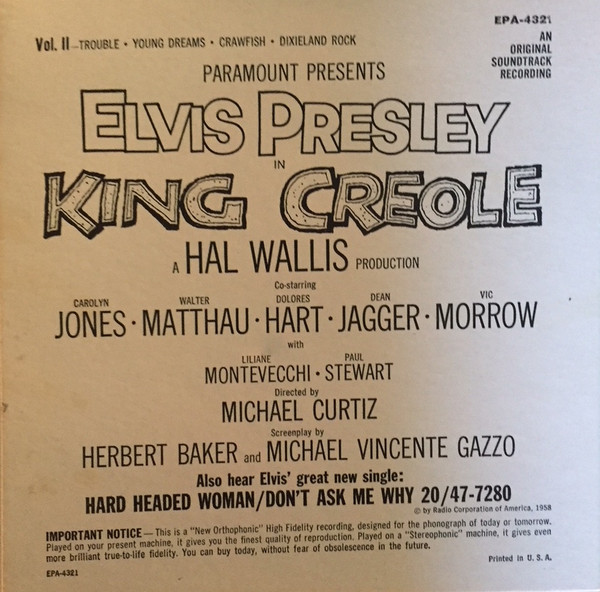 EPA-4321
Vol. II—TROUBLE • YOUNG DREAMS • CRAWFISH • DIXIELAND ROCK
AN
ORIGINAL
SOUNDTRACK
RECORDING
PARAMOUNT PRESENTS
ELVIS PRESLEY
IN
KING CREOLE
A HAL WALLIS PRODUCTION
Co-starring
CAROLYN WALTER DOLORES DEAN VIC
JONES • MATTHAU • HART • JAGGER • MORROW
with
LILIANE PAUL
MONTEVECCHI • STEWART
Directed by
MICHAEL CURTIZ
Screenplay by
HERBERT BAKER and MICHAEL VINCENTE GAZZO
Also hear Elvis' great new single:
HARD HEADED WOMAN/DON'T ASK ME WHY 20/47-7280
© by Radio Corporation of America, 1958
IMPORTANT NOTICE — This is a "New Orthophonic" High Fidelity recording, designed for the phonograph of today or tomorrow.
Played on your present machine, it gives you the finest quality of reproduction. Played on a "Stereophonic" machine, it gives even
more brilliant true-to-life fidelity. You can buy today, without fear of obsolescence in the future.
Printed in U. S. A.
EPA-4321